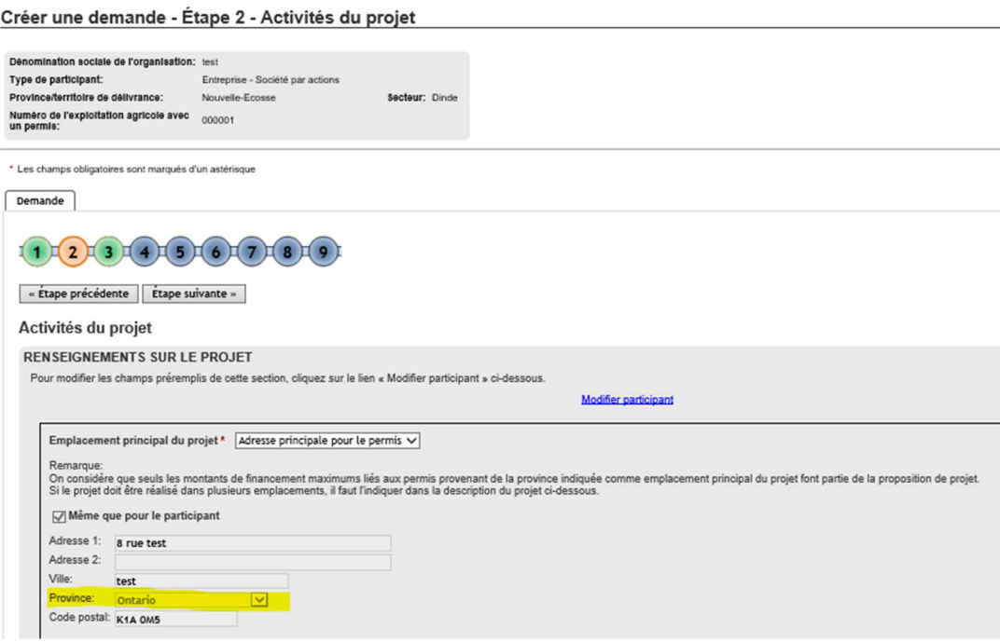 Créer une demande - Étape 2 - Activités du projet
Dénomination sociale de l'organisation: test
Type de participant: Entreprise - Société par actions
Province/territoire de délivrance: Nouvelle-Ecosse Secteur: Dinde
Numéro de l'exploitation agricole avec un permis: 000001
* Les champs obligatoires sont marqués d'un astérisque
Demande
1 2 3 4 5 6 7 8 9
« Étape précédente Étape suivante »
Activités du projet
RENSEIGNEMENTS SUR LE PROJET
Pour modifier les champs préremplis de cette section, cliquez sur le lien « Modifier participant » ci-dessous.
Modifier participant
Emplacement principal du projet * Adresse principale pour le permis
Remarque:
On considère que seuls les montants de financement maximums liés aux permis provenant de la province indiquée comme emplacement principal du projet font partie de la proposition de projet.
Si le projet doit être réalisé dans plusieurs emplacements, il faut l'indiquer dans la description du projet ci-dessous.
Même que pour le participant
Adresse 1: 8 rue test
Adresse 2:
Ville: test
Province: Ontario
Code postal: K1A 0M5